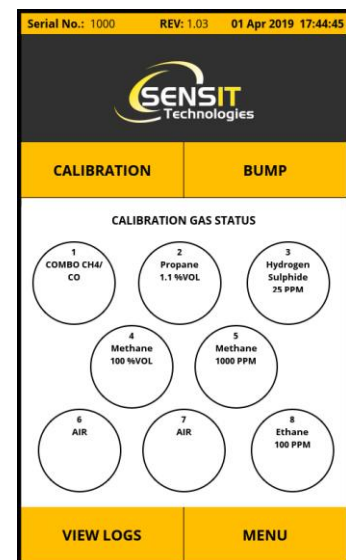 Serial No.: 1000 REV: 1.03 01 Apr 2019 17:44:45
SENSIT
Technologies
CALIBRATION BUMP
CALIBRATION GAS STATUS
1
COMBO CH4/
CO
2
Propane
1.1 %VOL
3
Hydrogen
Sulphide
25 PPM
4
Methane
100 %VOL
5
Methane
1000 PPM
6
AIR
7
AIR
8
Ethane
100 PPM
VIEW LOGS MENU